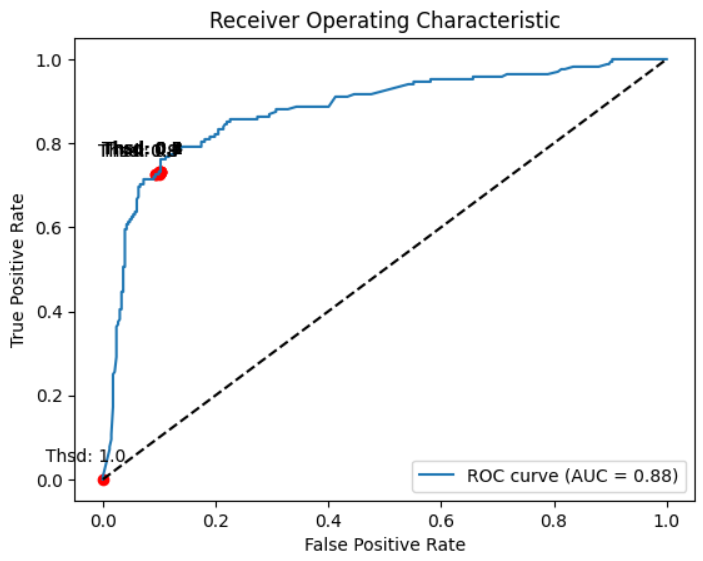 Receiver Operating Characteristic
1.0
0.8
0.6
0.4
0.2
0.0
True Positive Rate
Thsd: 1.0
ROC curve (AUC = 0.88)
0.0 0.2 0.4 0.6 0.8 1.0
False Positive Rate